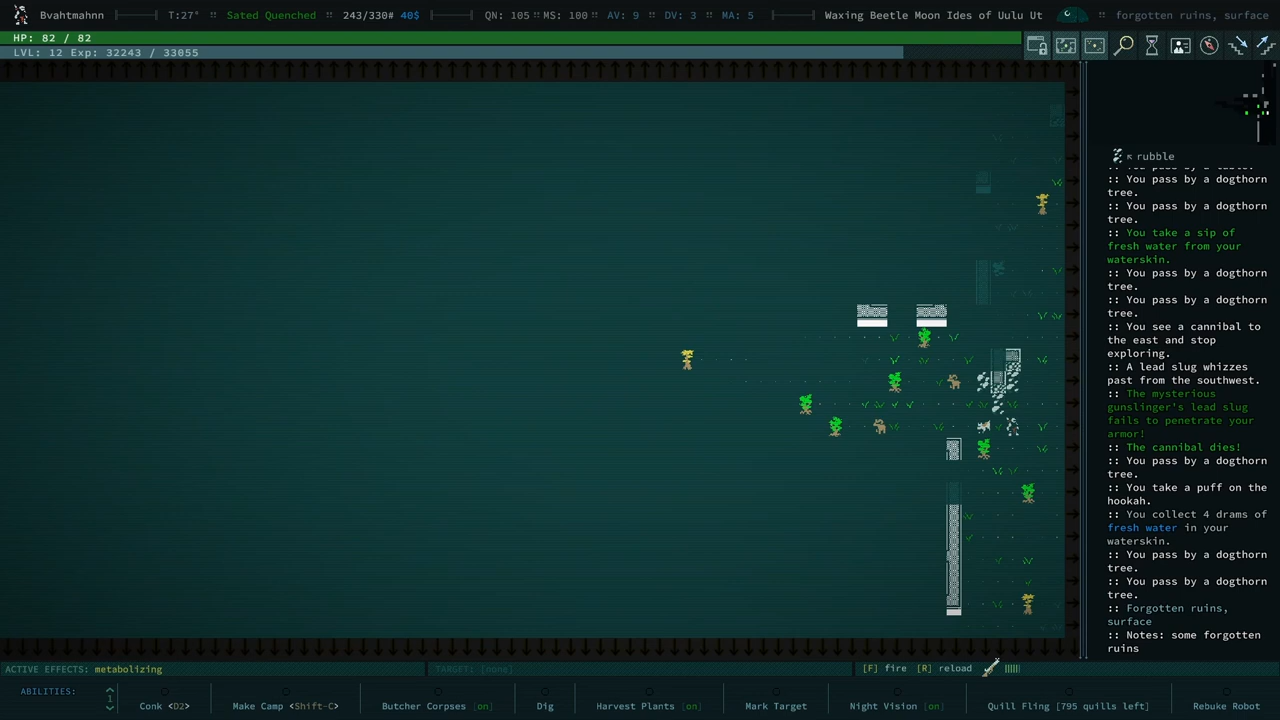 Bvahtmahnn T:27° Sated Quenched 243/330# 40$ QN: 105 MS: 100 AV: 9 DV: 3 MA: 5 Waxing Beetle Moon Ides of Uulu Ut forgotten ruins, surface
HP: 82 / 82
LVL: 12 Exp: 32243 / 33055
rubble
:: You pass by a dogthorn
tree.
:: You pass by a dogthorn
tree.
:: You take a sip of
fresh water from your
waterskin.
:: You pass by a dogthorn
tree.
:: You pass by a dogthorn
tree.
:: You see a cannibal to
the east and stop
exploring.
:: A lead slug whizzes
past from the southwest.
:: The mysterious
gunslinger's lead slug
fails to penetrate your
armor!
:: The cannibal dies!
:: You pass by a dogthorn
tree.
:: You take a puff on the
hookah.
:: You collect 4 drams of
fresh water in your
waterskin.
:: You pass by a dogthorn
tree.
:: You pass by a dogthorn
tree.
:: Forgotten ruins,
surface
:: Notes: some forgotten
ruins
ACTIVE EFFECTS: metabolizing TARGET: [none] [F] fire [R] reload
ABILITIES: 1 Conk <D2> Make Camp <Shift-C> Butcher Corpses [on] Dig Harvest Plants [on] Mark Target Night Vision [on] Quill Fling [795 quills left] Rebuke Robot